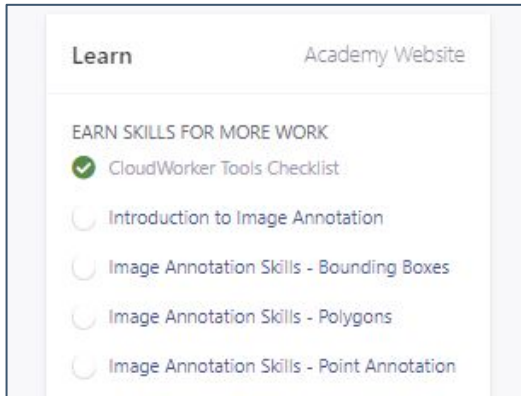 Learn Academy Website
EARN SKILLS FOR MORE WORK
CloudWorker Tools Checklist
Introduction to Image Annotation
Image Annotation Skills - Bounding Boxes
Image Annotation Skills - Polygons
Image Annotation Skills - Point Annotation